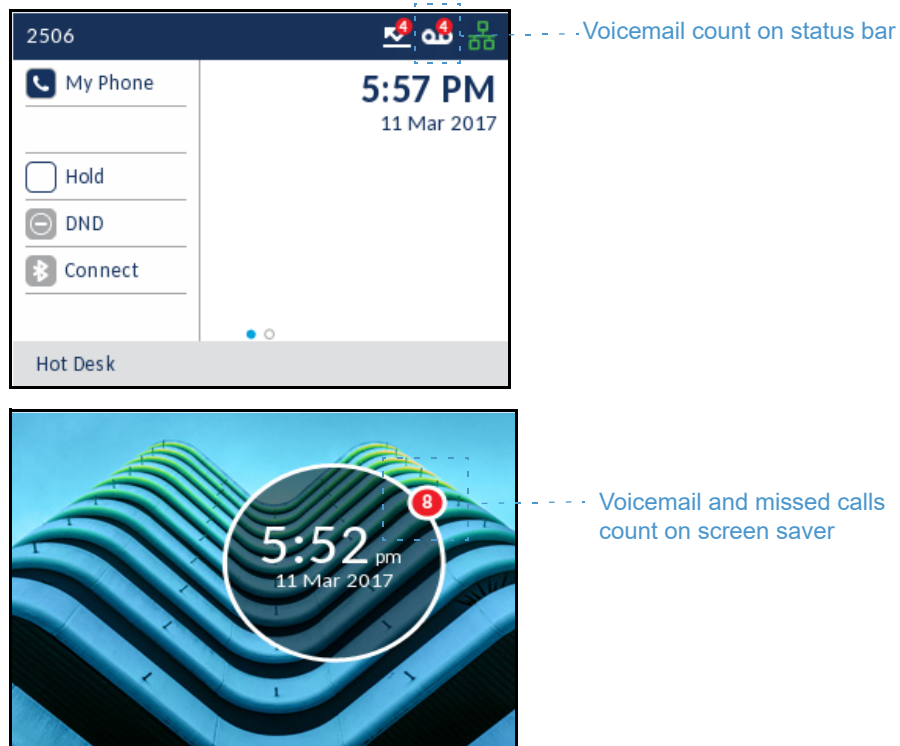 2506
4
4
Voicemail count on status bar
My Phone
5:57 PM
11 Mar 2017
Hold
DND
Connect
Hot Desk
8
Voicemail and missed calls
count on screen saver
5:52 pm
11 Mar 2017